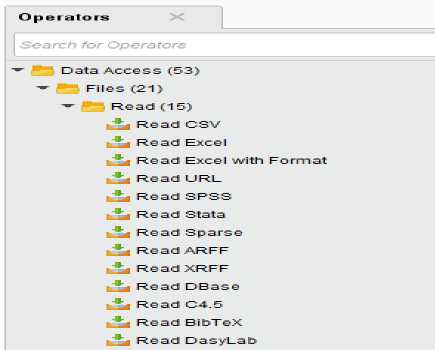 Operators
Search for Operators
Data Access (53)
Files (21)
Read (15)
Read CSV
Read Excel
Read Excel with Format
Read URL
Read SPSS
Read Stata
Read Sparse
Read ARFF
Read XRFF
Read DBase
Read C4.5
Read BibTeX
Read DasyLab